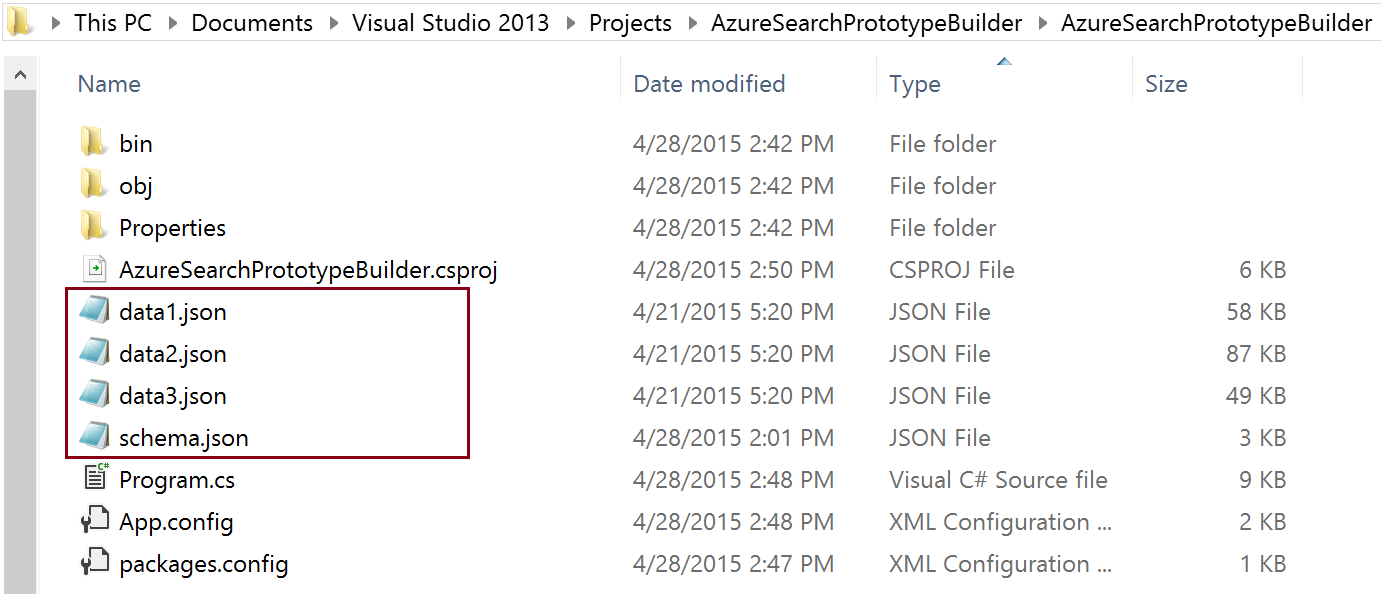 This PC Documents Visual Studio 2013 Projects AzureSearchPrototypeBuilder AzureSearchPrototypeBuilder
Name Date modified Type Size
bin 4/28/2015 2:42 PM File folder
obj 4/28/2015 2:42 PM File folder
Properties 4/28/2015 2:42 PM File folder
AzureSearchPrototypeBuilder.csproj 4/28/2015 2:50 PM CSPROJ File 6 KB
data1.json 4/21/2015 5:20 PM JSON File 58 KB
data2.json 4/21/2015 5:20 PM JSON File 87 KB
data3.json 4/21/2015 5:20 PM JSON File 49 KB
schema.json 4/28/2015 2:01 PM JSON File 3 KB
Program.cs 4/28/2015 2:48 PM Visual C# Source file 9 KB
App.config 4/28/2015 2:48 PM XML Configuration ... 2 KB
packages.config 4/28/2015 2:47 PM XML Configuration ... 1 KB